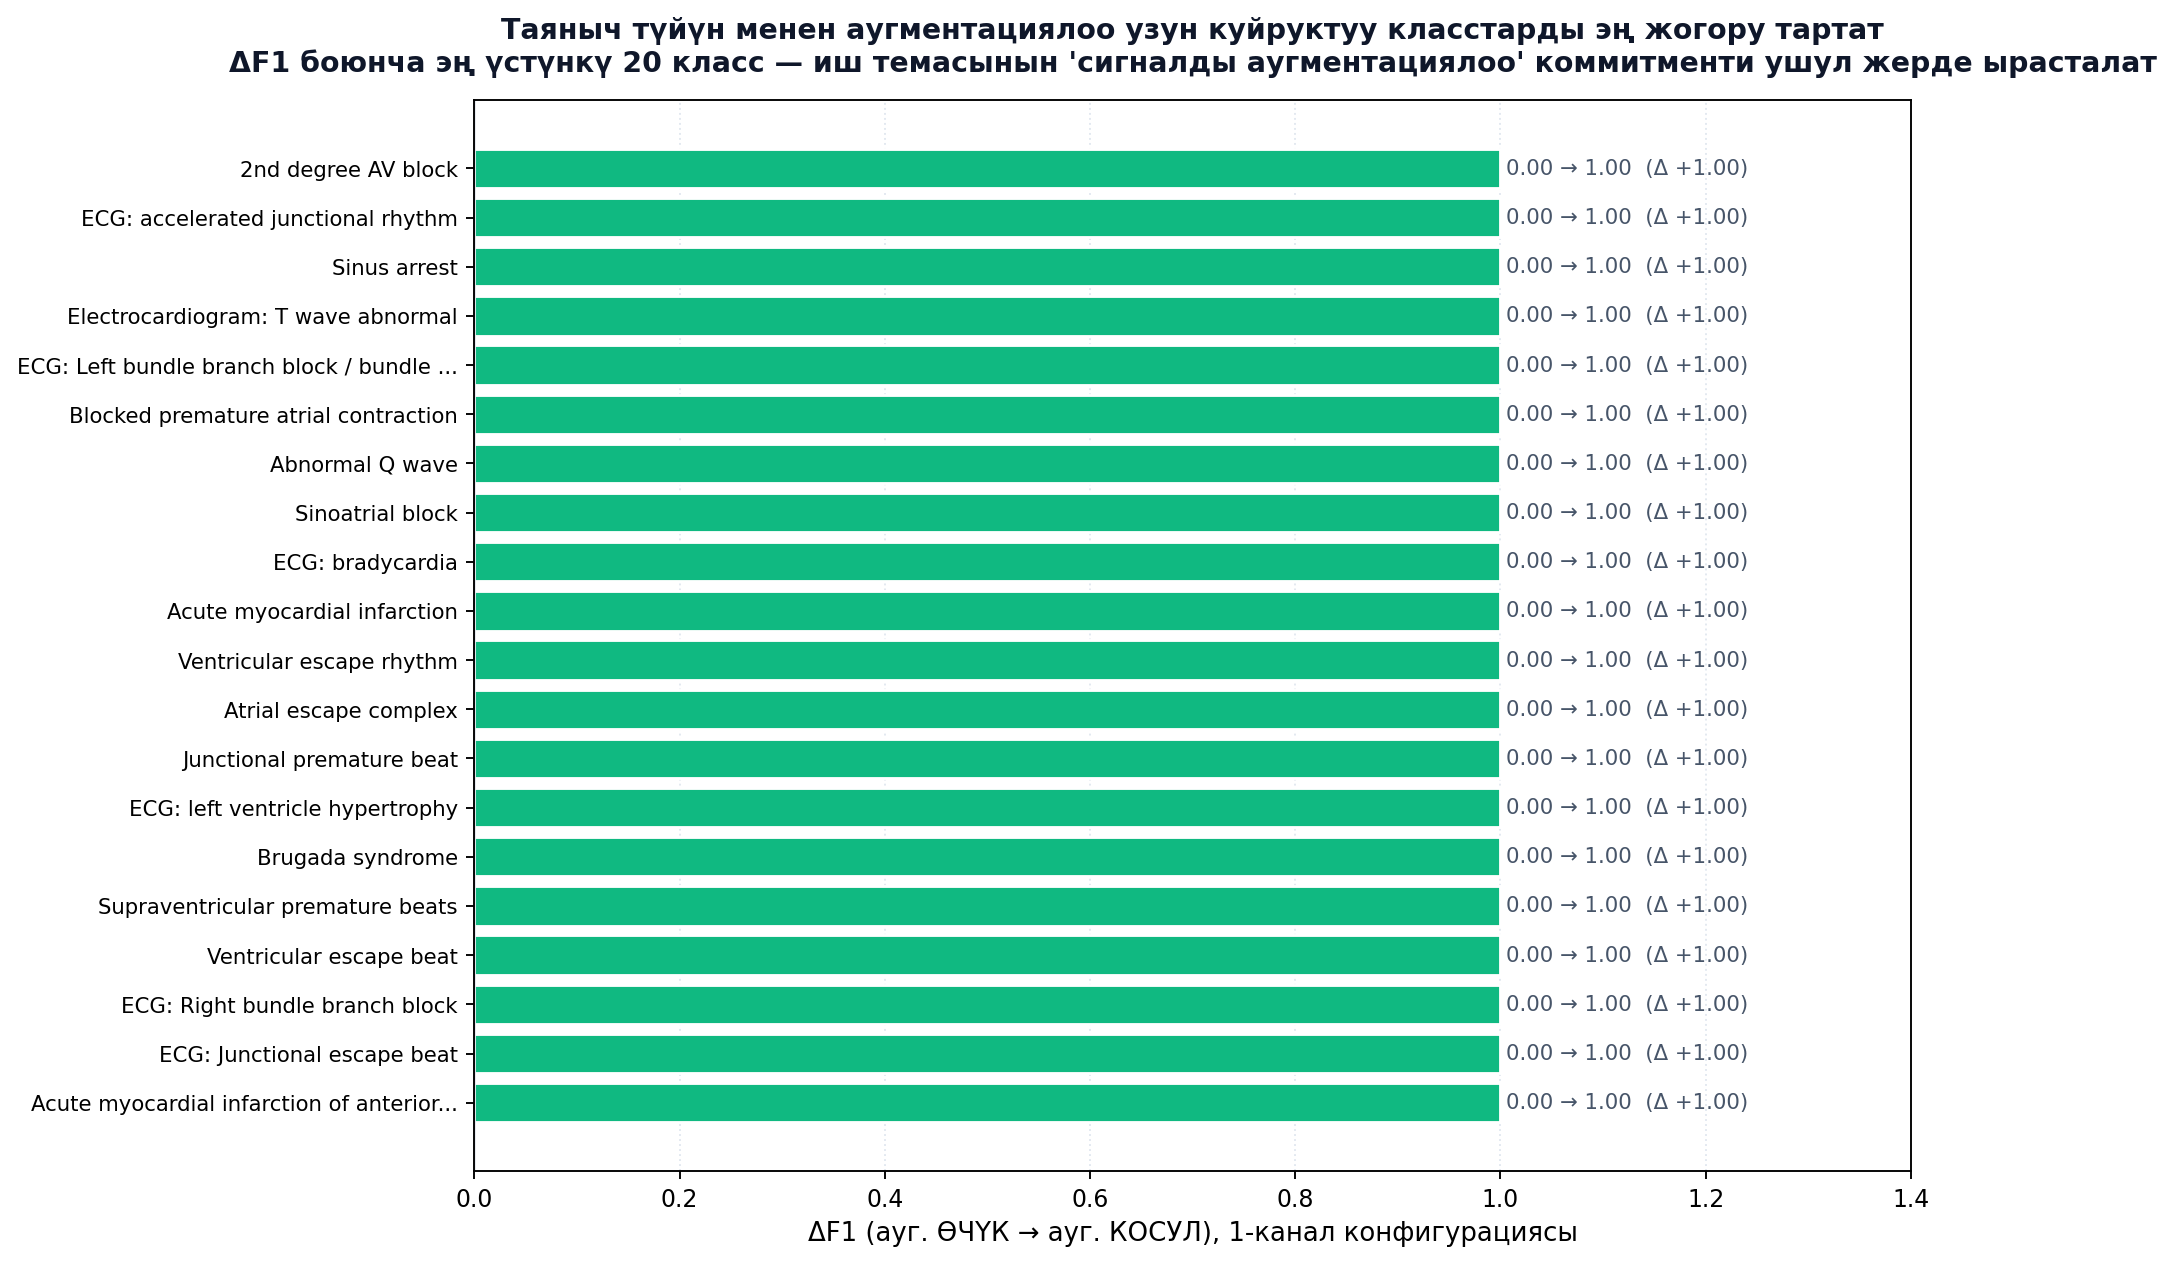 Таяныч түйүн менен аугментациялоо узун куйруктуу класстарды эң жогору тартат
ΔF1 боюнча эң үстүнкү 20 класс — иш темасынын 'сигналды аугментациялоо' коммитменти ушул жерде ырасталат
2nd degree AV block 0.00 → 1.00 (Δ +1.00)
ECG: accelerated junctional rhythm 0.00 → 1.00 (Δ +1.00)
Sinus arrest 0.00 → 1.00 (Δ +1.00)
Electrocardiogram: T wave abnormal 0.00 → 1.00 (Δ +1.00)
ECG: Left bundle branch block / bundle ... 0.00 → 1.00 (Δ +1.00)
Blocked premature atrial contraction 0.00 → 1.00 (Δ +1.00)
Abnormal Q wave 0.00 → 1.00 (Δ +1.00)
Sinoatrial block 0.00 → 1.00 (Δ +1.00)
ECG: bradycardia 0.00 → 1.00 (Δ +1.00)
Acute myocardial infarction 0.00 → 1.00 (Δ +1.00)
Ventricular escape rhythm 0.00 → 1.00 (Δ +1.00)
Atrial escape complex 0.00 → 1.00 (Δ +1.00)
Junctional premature beat 0.00 → 1.00 (Δ +1.00)
ECG: left ventricle hypertrophy 0.00 → 1.00 (Δ +1.00)
Brugada syndrome 0.00 → 1.00 (Δ +1.00)
Supraventricular premature beats 0.00 → 1.00 (Δ +1.00)
Ventricular escape beat 0.00 → 1.00 (Δ +1.00)
ECG: Right bundle branch block 0.00 → 1.00 (Δ +1.00)
ECG: Junctional escape beat 0.00 → 1.00 (Δ +1.00)
Acute myocardial infarction of anterior... 0.00 → 1.00 (Δ +1.00)
0.0 0.2 0.4 0.6 0.8 1.0 1.2 1.4
ΔF1 (ауг. ӨЧҮК → ауг. КОСУЛ), 1-канал конфигурациясы